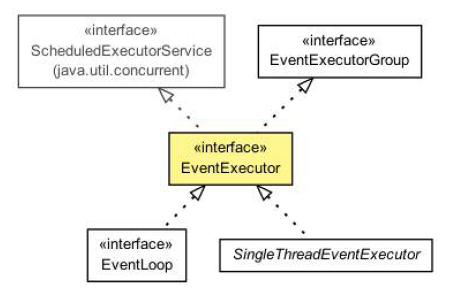 «interface»
ScheduledExecutorService
(java.util.concurrent)
«interface»
EventExecutorGroup
«interface»
EventExecutor
«interface»
EventLoop
SingleThreadEventExecutor